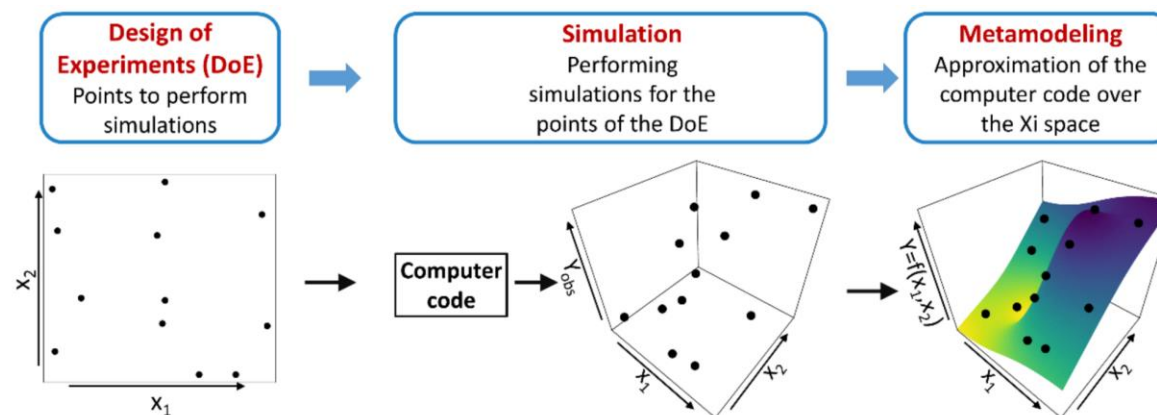 Design of
Experiments (DoE)
Points to perform
simulations
Simulation
Performing
simulations for the
points of the DoE
Metamodeling
Approximation of the
computer code over
the Xi space
X2
X1
Computer
code
Yobs
X1
X2
Y=f(x1,x2)
X1
X2